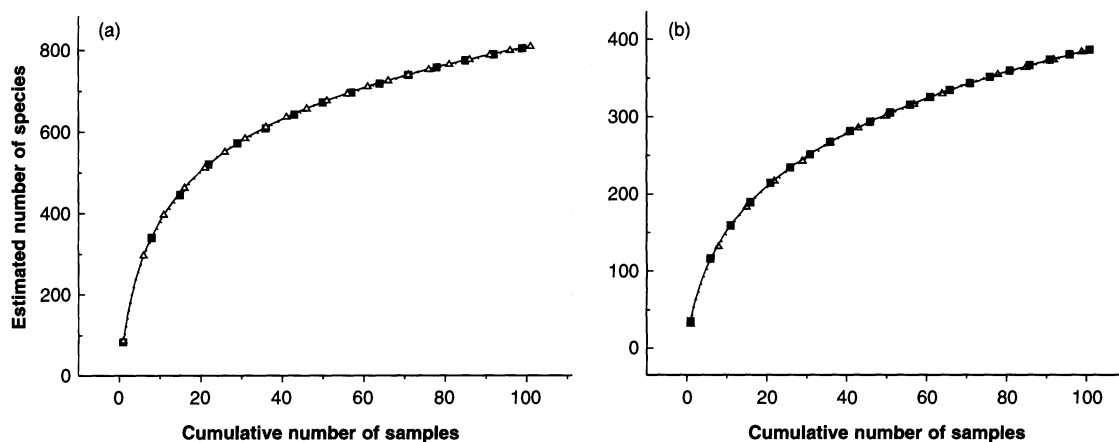 (a)
800
600
400
200
0
Estimated number of species
0 20 40 60 80 100
Cumulative number of samples
(b)
400
300
200
100
0
0 20 40 60 80 100
Cumulative number of samples